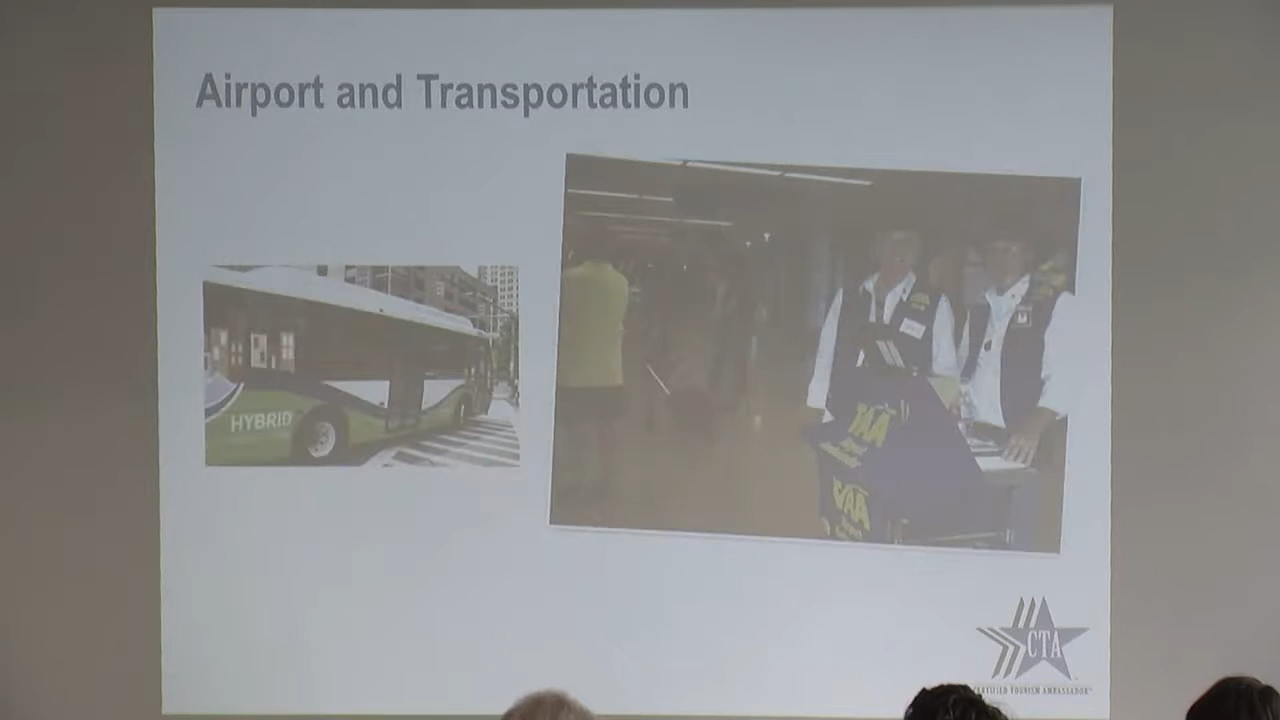 Airport and Transportation
HYBRID
CTA
CERTIFIED TOURISM AMBASSADOR